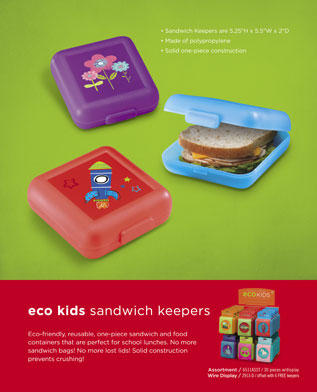 • Sandwich Keepers are 5.25"H x 5.5"W x 2"D
• Made of polypropylene
• Solid one-piece construction
eco kids sandwich keepers
Eco-friendly, reusable, one-piece sandwich and food
containers that are perfect for school lunches. No more
sandwich bags! No more lost lids! Solid construction
prevents crushing!
ECOKIDS
Assortment /
Wire Display /